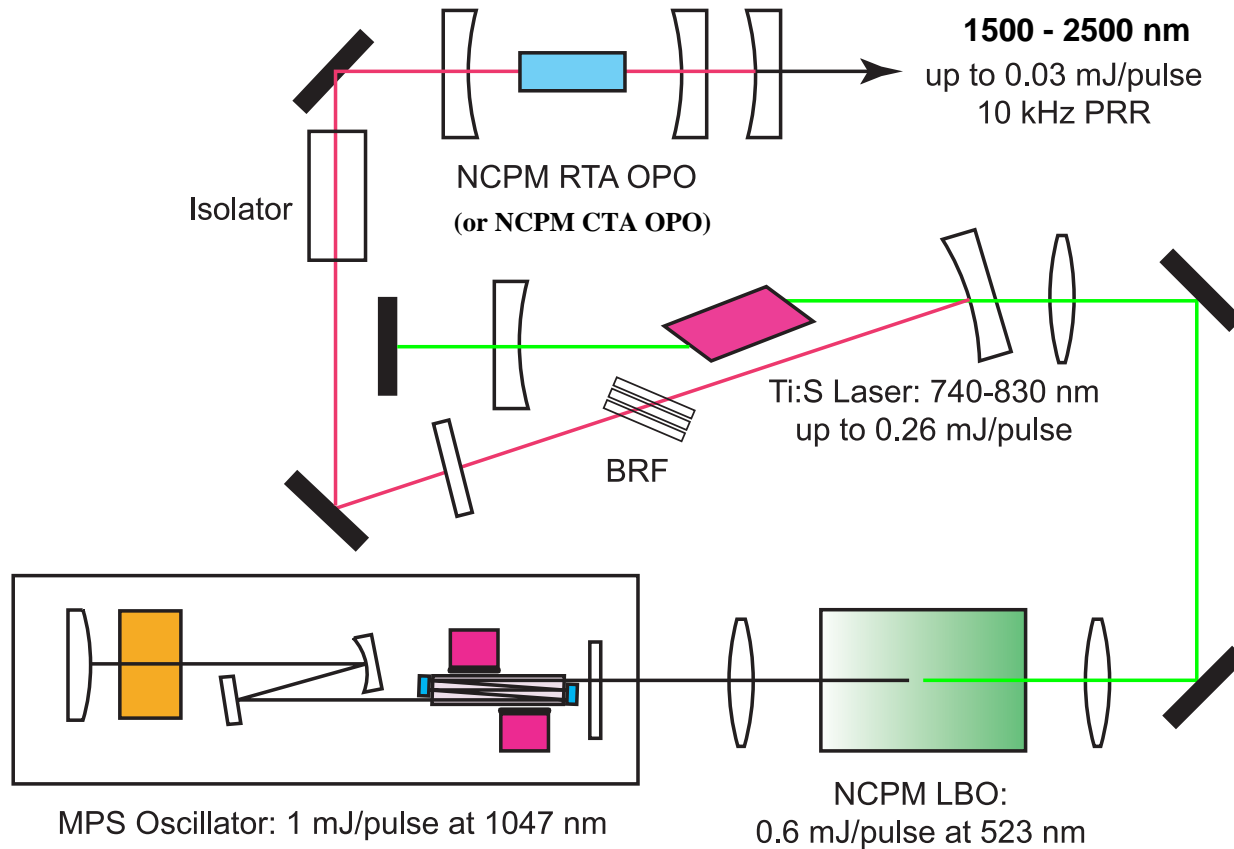 1500 - 2500 nm
up to 0.03 mJ/pulse
10 kHz PRR
NCPM RTA OPO
(or NCPM CTA OPO)
Isolator
Ti:S Laser: 740-830 nm
up to 0.26 mJ/pulse
BRF
MPS Oscillator: 1 mJ/pulse at 1047 nm
NCPM LBO:
0.6 mJ/pulse at 523 nm